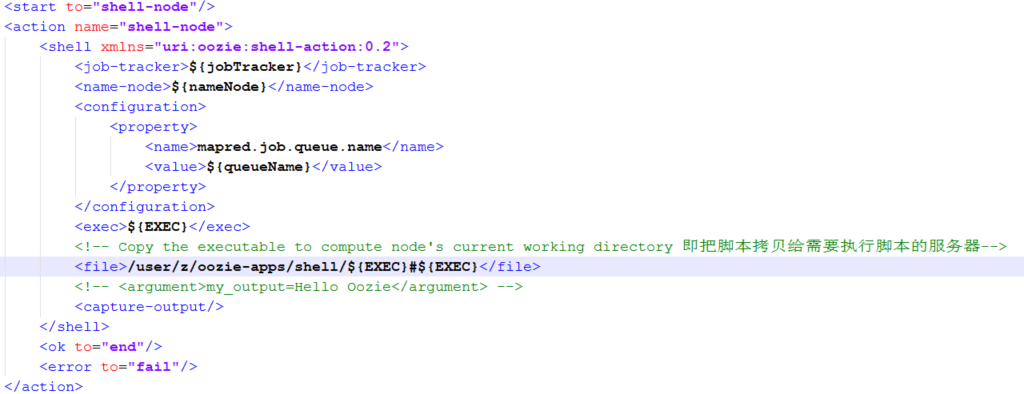 <start to="shell-node"/>
<action name="shell-node">
<shell xmlns="uri:oozie:shell-action:0.2">
<job-tracker>${jobTracker}</job-tracker>
<name-node>${nameNode}</name-node>
<configuration>
<property>
<name>mapred.job.queue.name</name>
<value>${queueName}</value>
</property>
</configuration>
<exec>${EXEC}</exec>
<!-- Copy the executable to compute node's current working directory 即把脚本拷贝给需要执行脚本的服务器-->
<file>/user/z/oozie-apps/shell/${EXEC}#${EXEC}</file>
<!-- <argument>my_output=Hello Oozie</argument> -->
<capture-output/>
</shell>
<ok to="end"/>
<error to="fail"/>
</action>